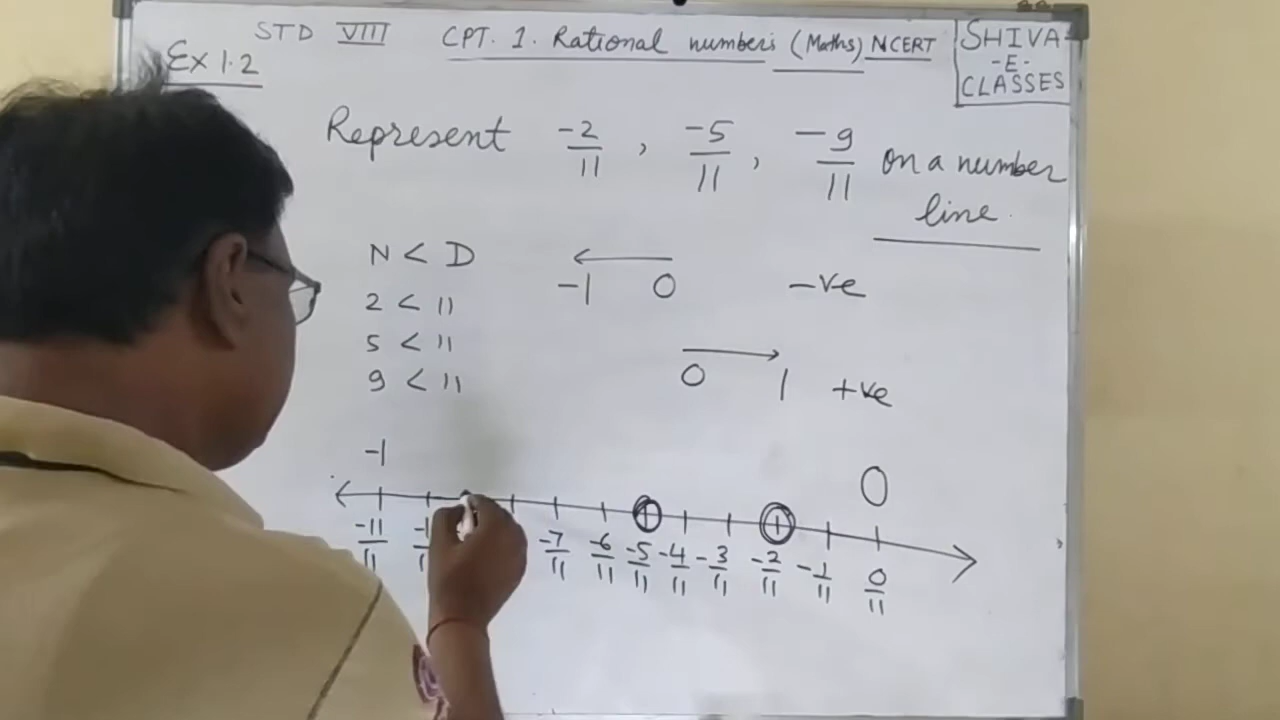 STD VIII CPT. 1. Rational numbers (Maths) NCERT
SHIVA
-E-
CLASSES
Ex 1.2
Represent -2/11 , -5/11 , -9/11 on a number
line.
N < D
2 < 11
5 < 11
9 < 11
-1 0 -ve
0 1 +ve
-1 0
-11/11 -7/11 -6/11 -5/11 -4/11 -3/11 -2/11 -1/11 0/11